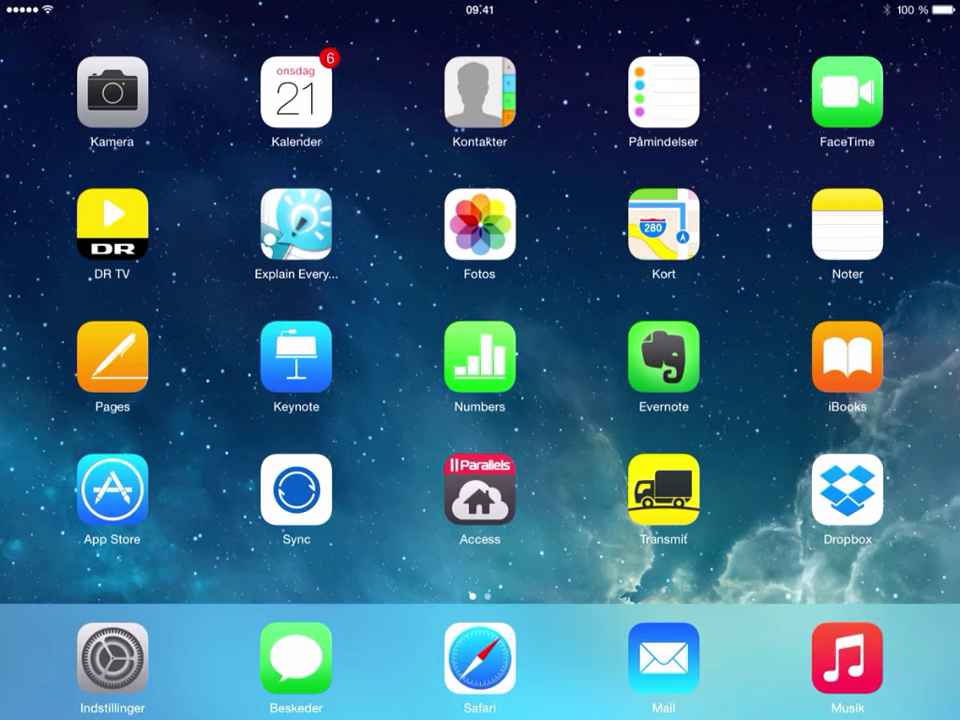 09:41
100 %
6
onsdag
21
Kamera
Kalender
Kontakter
Påmindelser
FaceTime
DR
280
DR TV
Explain Every...
Fotos
Kort
Noter
Pages
Keynote
Numbers
Evernote
iBooks
Parallels
App Store
Sync
Access
Transmit
Dropbox
Indstillinger
Beskeder
Safari
Mail
Musik